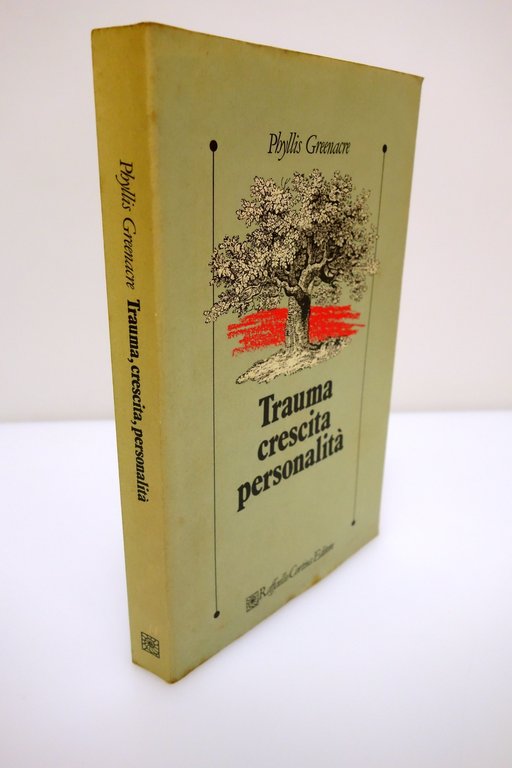 Phyllis Greenacre
Trauma
crescita
personalità
Raffaello Cortina Editore
Phyllis Greenacre Trauma, crescita, personalità